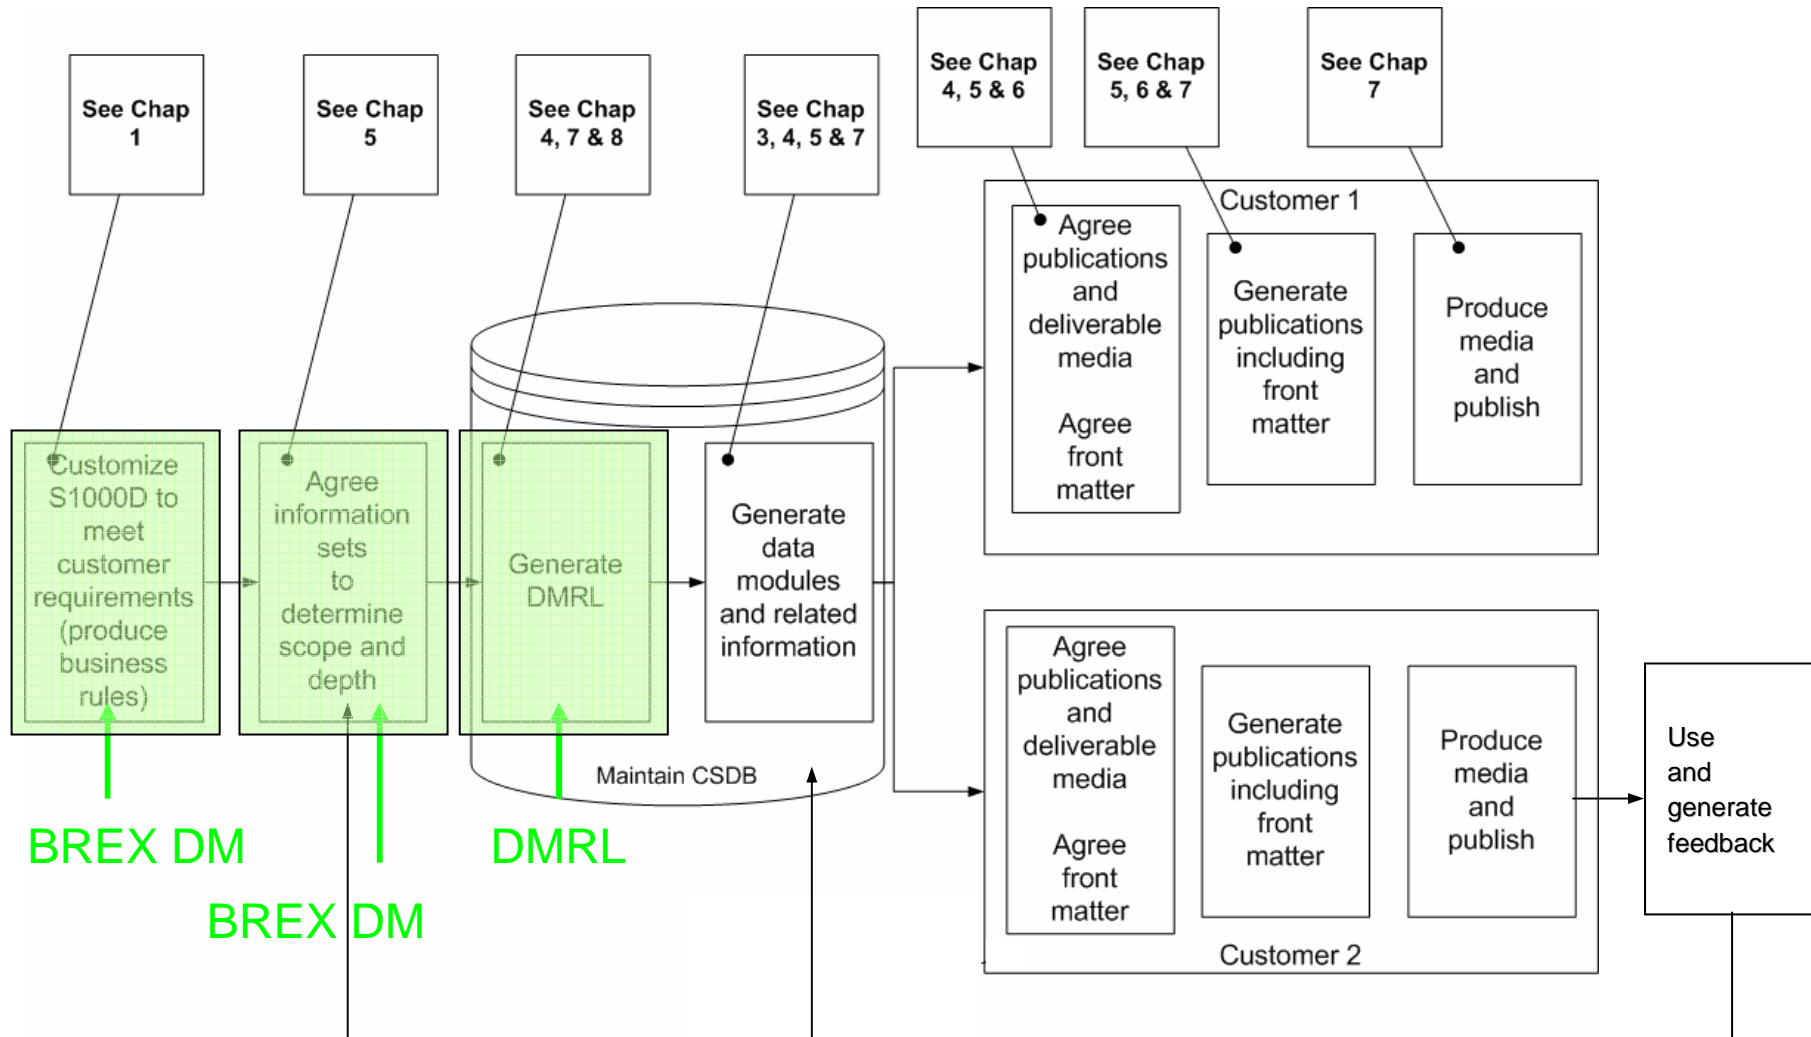 See Chap
1
See Chap
5
See Chap
4, 7 & 8
See Chap
3, 4, 5 & 7
See Chap
4, 5 & 6
See Chap
5, 6 & 7
See Chap
7
Customize
S1000D to
meet
customer
requirements
(produce
business
rules)
Agree
information
sets
to
determine
scope and
depth
Generate
DMRL
Generate
data
modules
and related
information
Maintain CSDB
Customer 1
Agree
publications
and
deliverable
media
Agree
front
matter
Generate
publications
including
front
matter
Produce
media
and
publish
Agree
publications
and
deliverable
media
Agree
front
matter
Generate
publications
including
front
matter
Produce
media
and
publish
Customer 2
Use
and
generate
feedback
BREX DM
BREX DM
DMRL